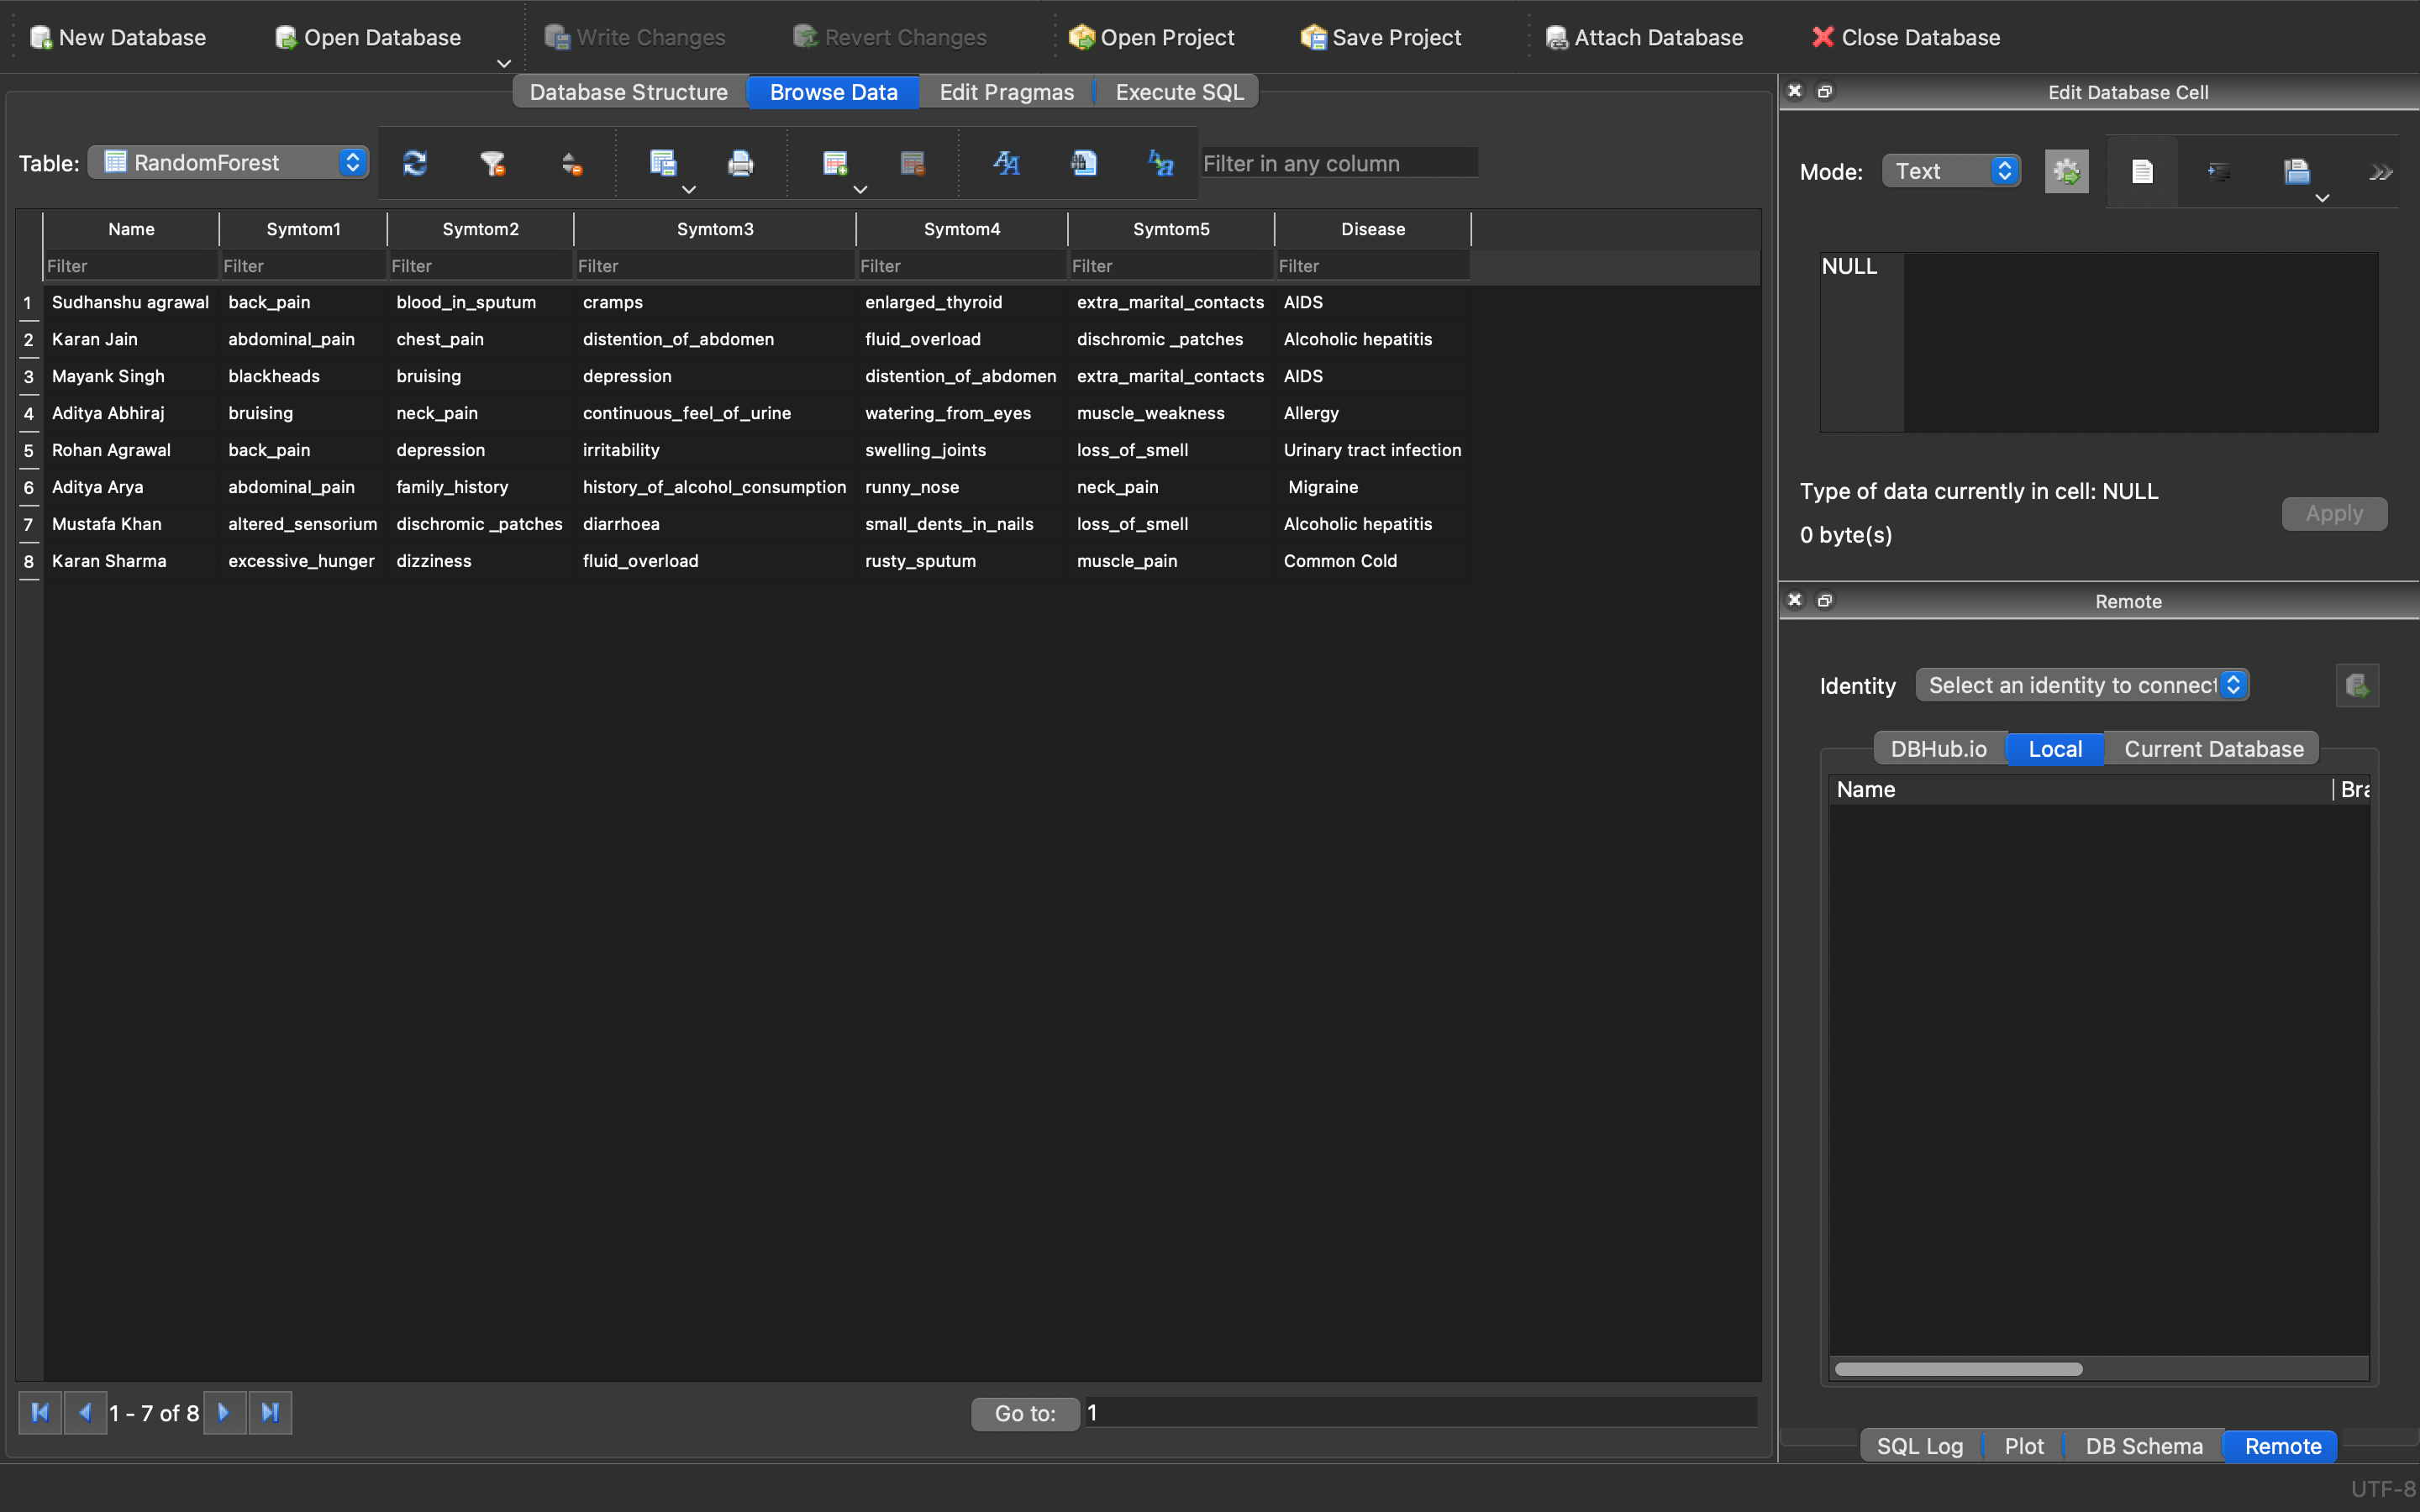 New Database Open Database Write Changes Revert Changes Open Project Save Project Attach Database Close Database
Database Structure Browse Data Edit Pragmas Execute SQL
Table: RandomForest Filter in any column
Name Symtom1 Symtom2 Symtom3 Symtom4 Symtom5 Disease
Filter Filter Filter Filter Filter Filter Filter
1 Sudhanshu agrawal back_pain blood_in_sputum cramps enlarged_thyroid extra_marital_contacts AIDS
2 Karan Jain abdominal_pain chest_pain distention_of_abdomen fluid_overload dischromic _patches Alcoholic hepatitis
3 Mayank Singh blackheads bruising depression distention_of_abdomen extra_marital_contacts AIDS
4 Aditya Abhiraj bruising neck_pain continuous_feel_of_urine watering_from_eyes muscle_weakness Allergy
5 Rohan Agrawal back_pain depression irritability swelling_joints loss_of_smell Urinary tract infection
6 Aditya Arya abdominal_pain family_history history_of_alcohol_consumption runny_nose neck_pain Migraine
7 Mustafa Khan altered_sensorium dischromic _patches diarrhoea small_dents_in_nails loss_of_smell Alcoholic hepatitis
8 Karan Sharma excessive_hunger dizziness fluid_overload rusty_sputum muscle_pain Common Cold
1 - 7 of 8 Go to: 1
Edit Database Cell
Mode: Text
NULL
Type of data currently in cell: NULL
0 byte(s)
Apply
Remote
Identity Select an identity to connect
DBHub.io Local Current Database
Name Bra
SQL Log Plot DB Schema Remote
UTF-8